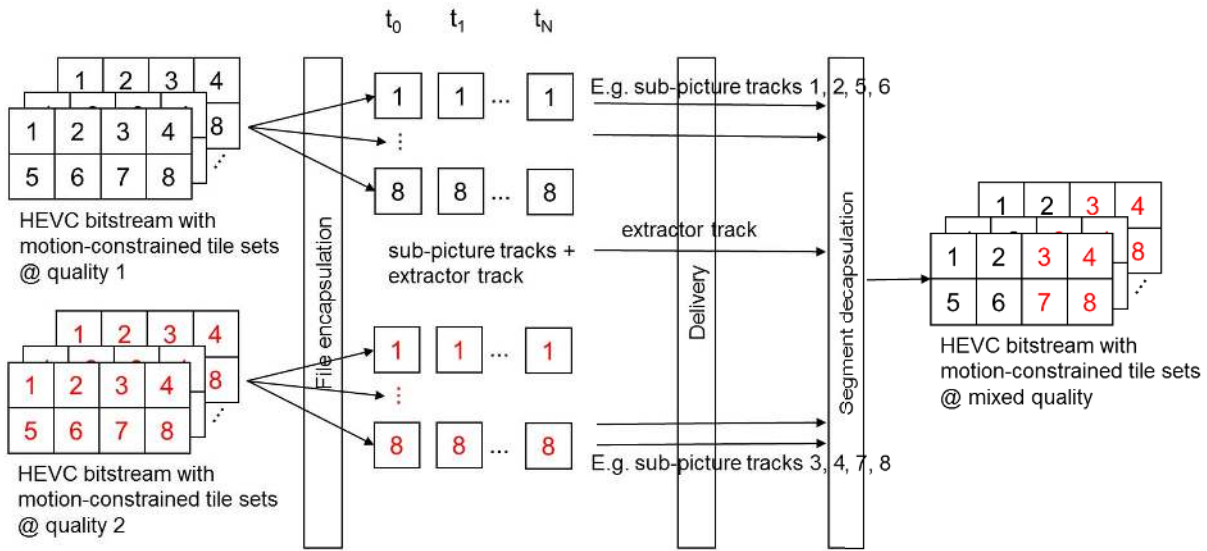 t0 t1 tN
1 2 3 4
8
1 2 3 4
5 6 7 8
HEVC bitstream with
motion-constrained tile sets
@ quality 1
1 2 3 4
8
1 2 3 4
5 6 7 8
HEVC bitstream with
motion-constrained tile sets
@ quality 2
File encapsulation
1 1 ... 1
⋮
8 8 ... 8
sub-picture tracks +
extractor track
1 1 ... 1
⋮
8 8 ... 8
E.g. sub-picture tracks 1, 2, 5, 6
extractor track
E.g. sub-picture tracks 3, 4, 7, 8
Delivery
Segment decapsulation
1 2 3 4
8
1 2 3 4
5 6 7 8
HEVC bitstream with
motion-constrained tile sets
@ mixed quality